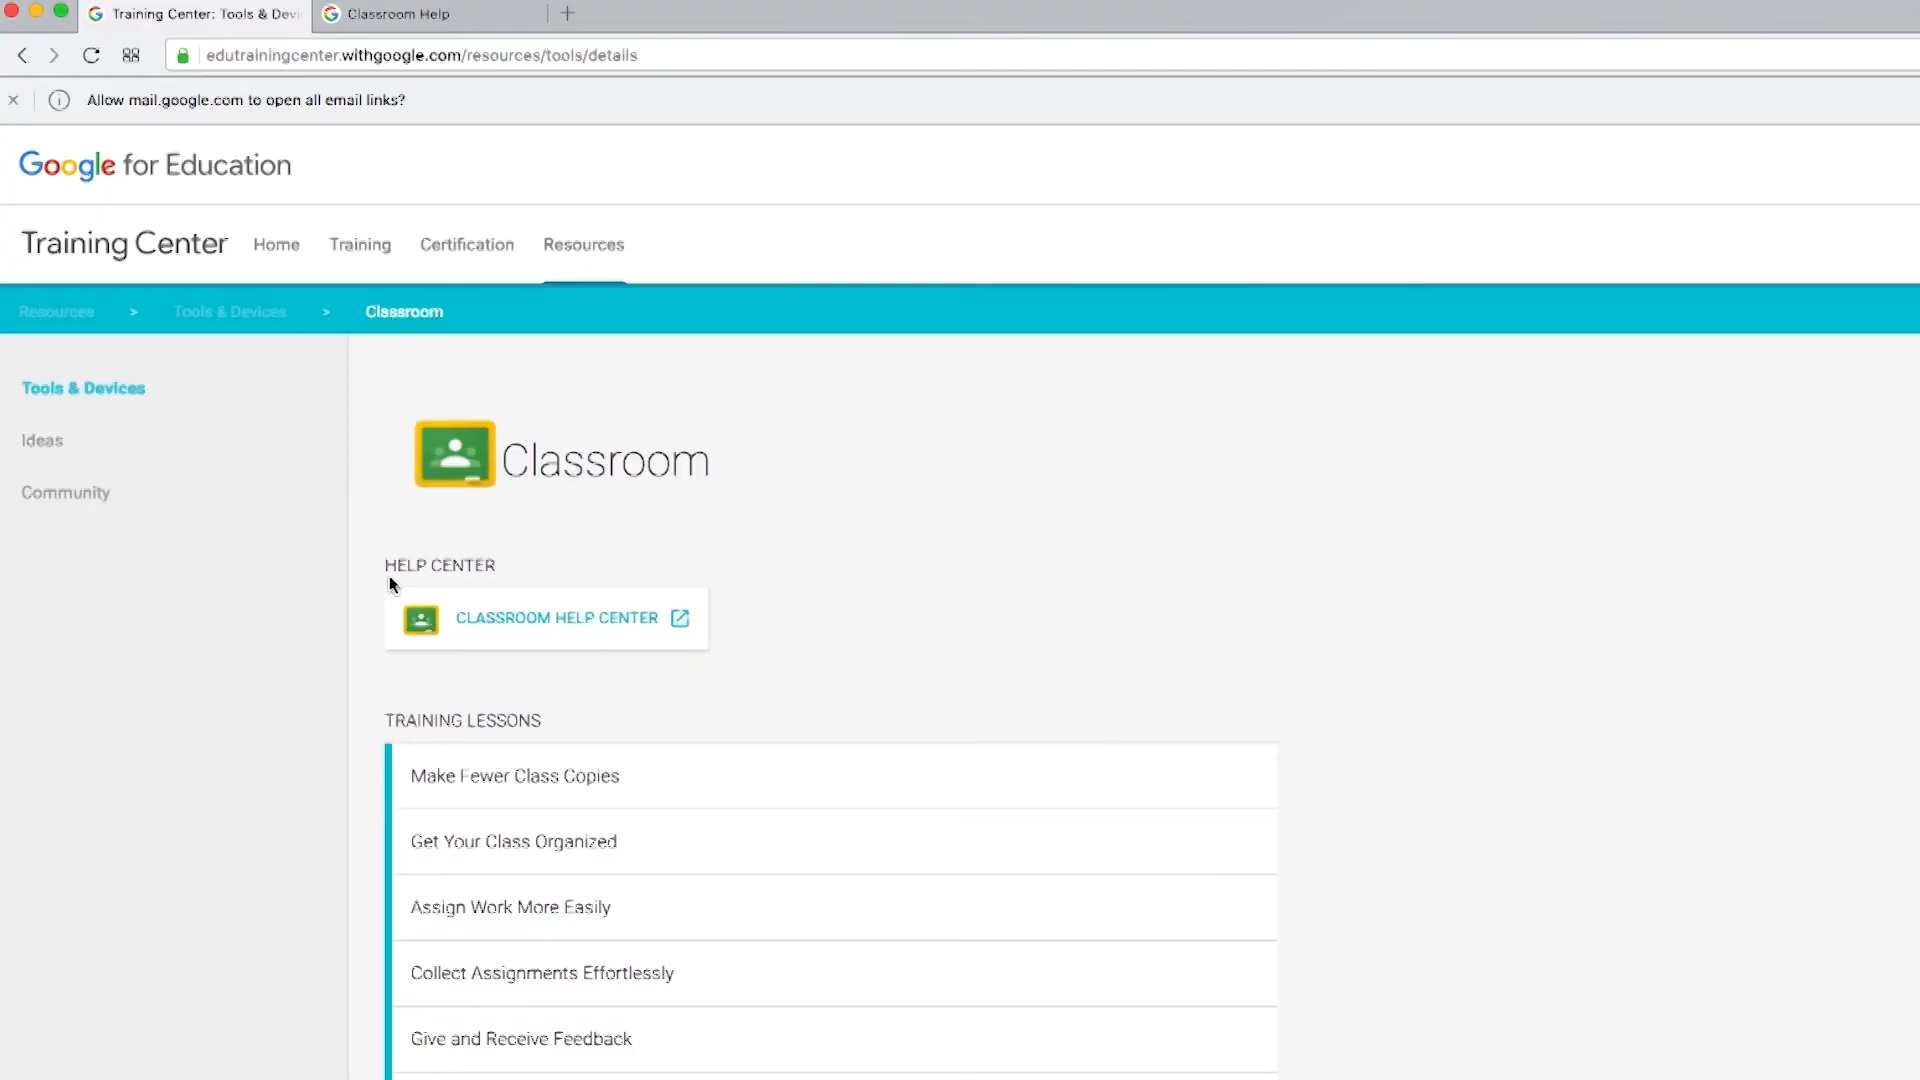 Training Center: Tools & Devi
Classroom Help
edutrainingcenter.withgoogle.com/resources/tools/details
Allow mail.google.com to open all email links?
Google for Education
Training Center
Home
Training
Certification
Resources
Resources > Tools & Devices > Classroom
Tools & Devices
Ideas
Community
Classroom
HELP CENTER
CLASSROOM HELP CENTER
TRAINING LESSONS
Make Fewer Class Copies
Get Your Class Organized
Assign Work More Easily
Collect Assignments Effortlessly
Give and Receive Feedback